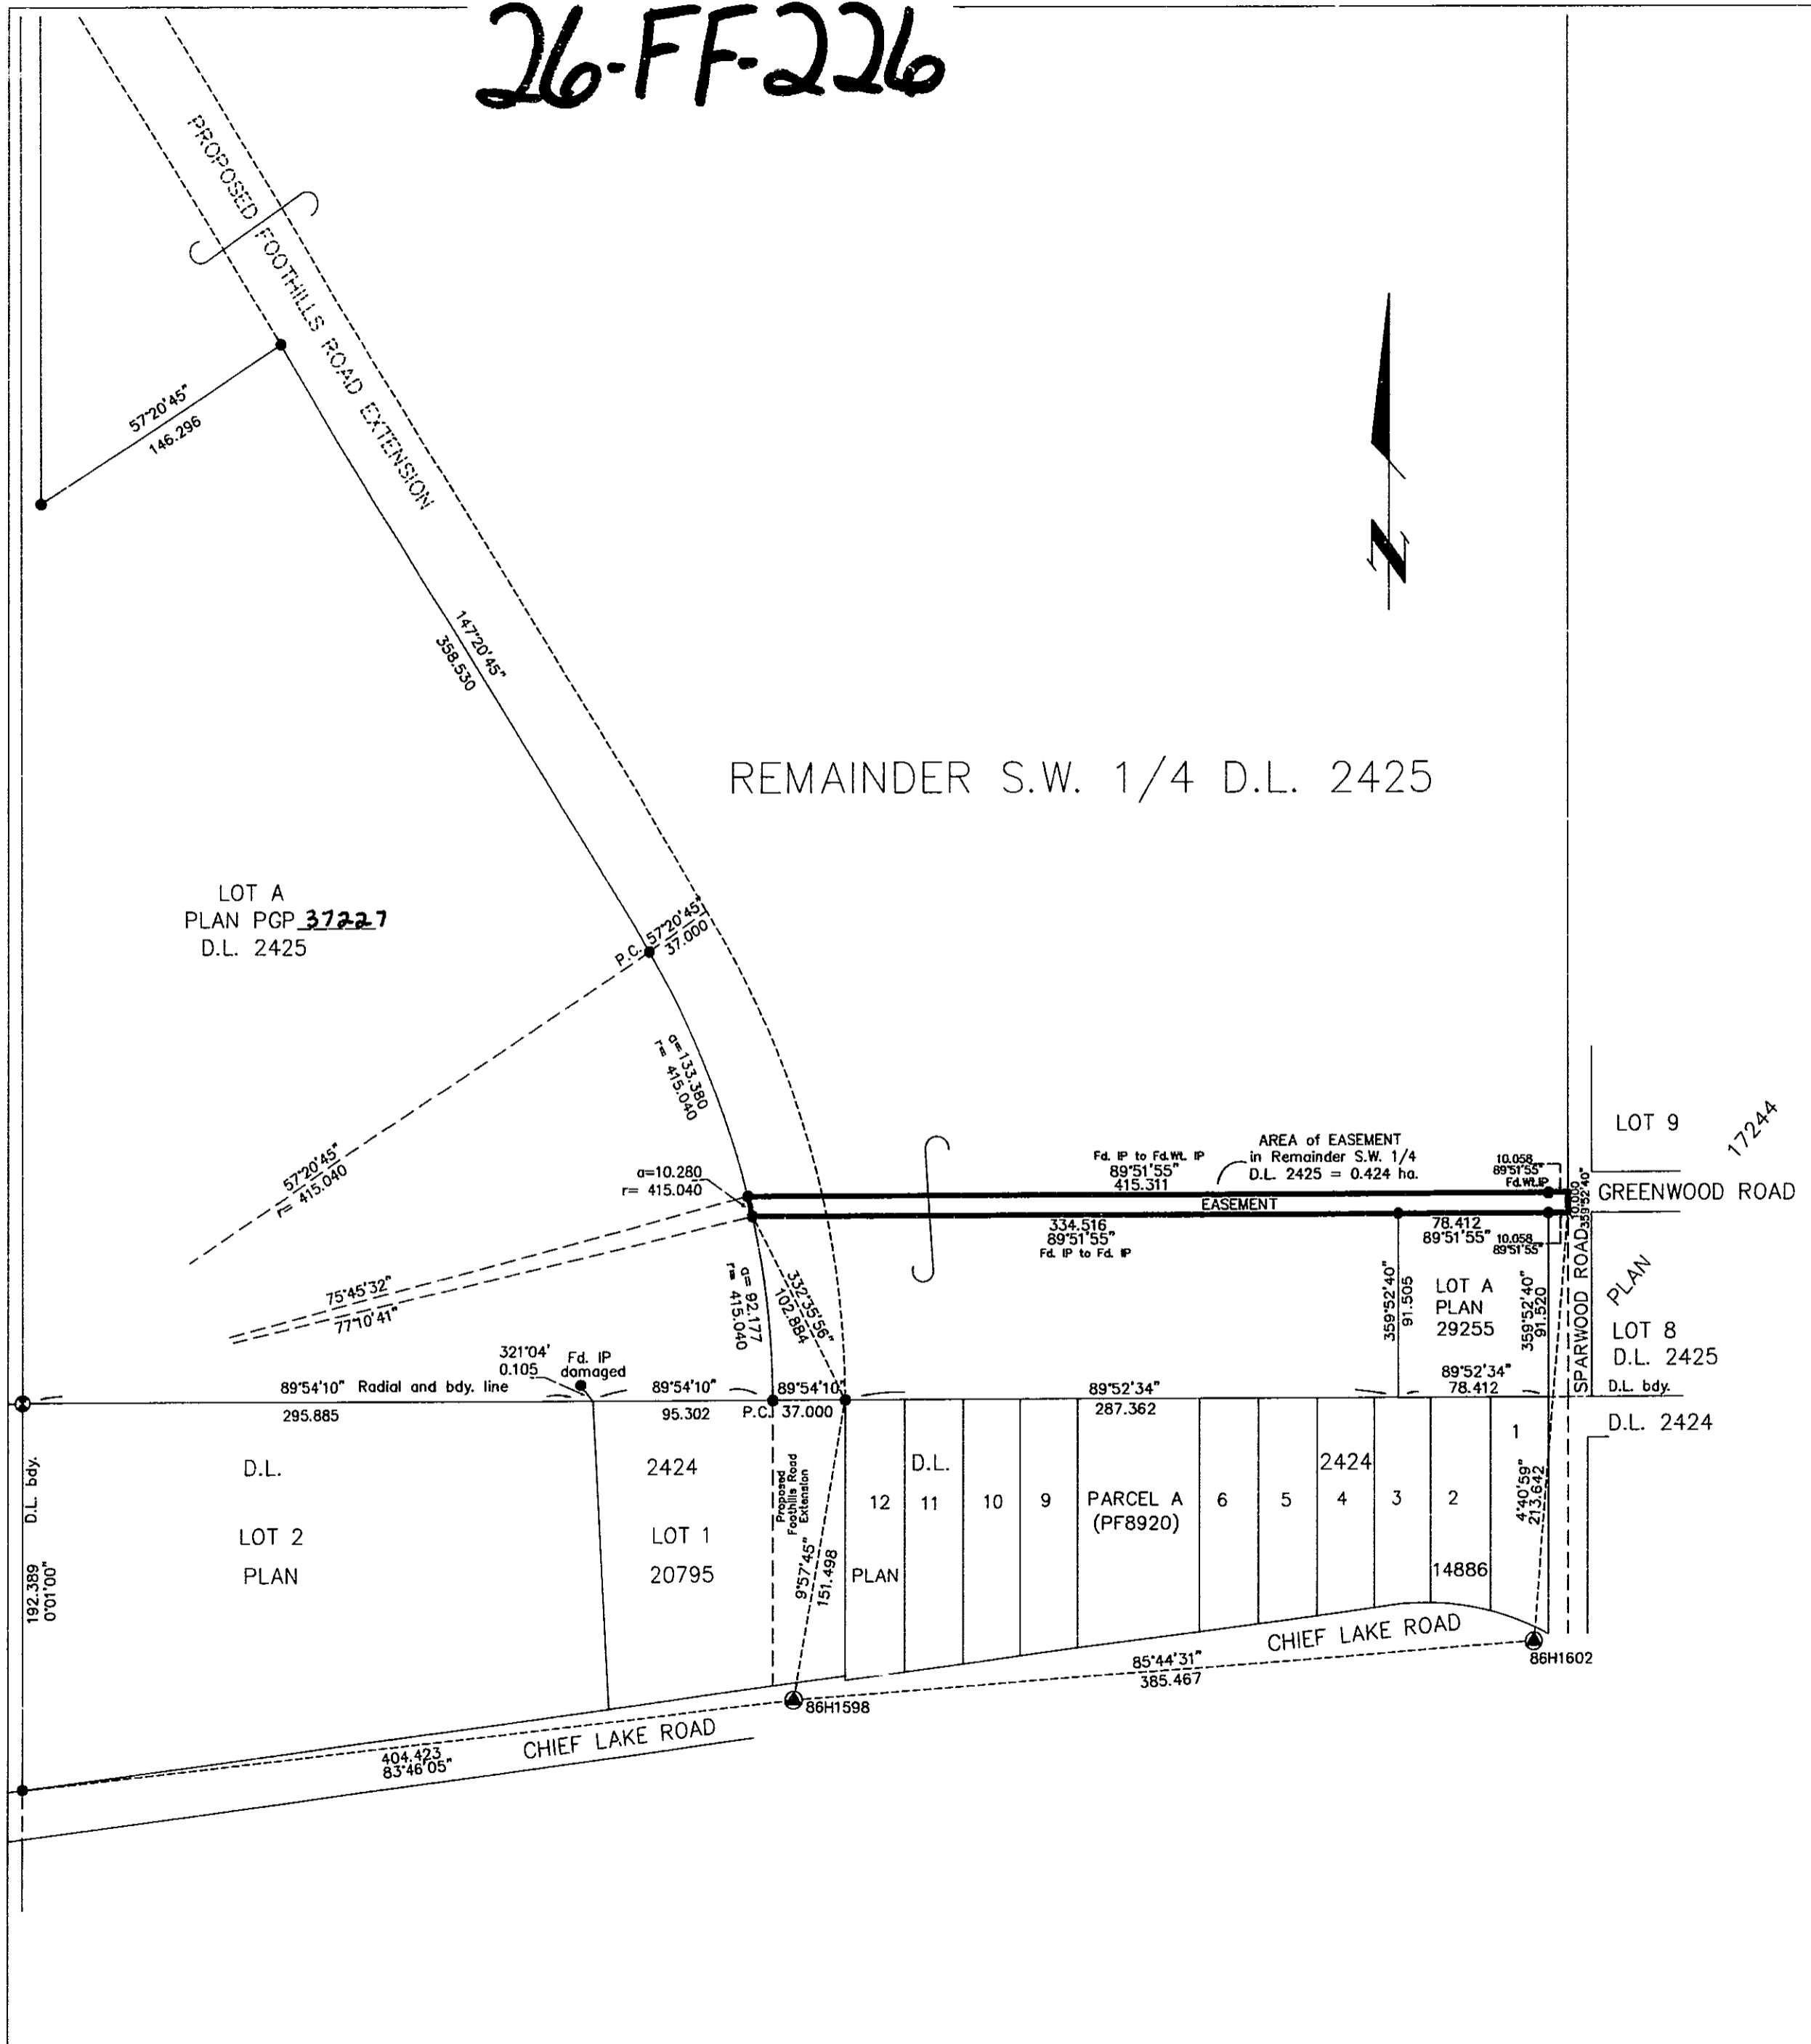 26-FF-226
PROPOSED FOOTHILLS ROAD EXTENSION
57°20'45"
146.296
147°20'45"
358.530
N
REMAINDER S.W. 1/4 D.L. 2425
LOT A
PLAN PGP 37227
D.L. 2425
P.C. 57°20'45"
37.000
a=133.380
r= 415.040
57°20'45"
r= 415.040
a=10.280
r= 415.040
75°45'32"
77°10'41"
Fd. IP to Fd.Wt. IP
89°51'55"
415.311
AREA of EASEMENT
in Remainder S.W. 1/4
D.L. 2425 = 0.424 ha.
10.058
89°51'55"
Fd.Wt.IP
10.000
359°52'40"
LOT 9
17244
GREENWOOD ROAD
EASEMENT
334.516
89°51'55"
Fd. IP to Fd. IP
78.412
89°51'55"
10.058
89°51'55"
a= 92.177
r= 415.040
332°35'56"
102.884
359°52'40"
91.505
LOT A
PLAN
29255
359°52'40"
91.520
SPARWOOD ROAD
PLAN
LOT 8
D.L. 2425
D.L. bdy.
D.L. 2424
321°04'
0.105
Fd. IP
damaged
89°54'10" Radial and bdy. line
295.885
89°54'10"
95.302
P.C.
89°54'10"
37.000
89°52'34"
287.362
89°52'34"
78.412
D.L. bdy.
192.389
0°01'00"
D.L.
LOT 2
PLAN
2424
LOT 1
20795
Proposed
Foothills Road
Extension
9°57'45"
151.498
12
PLAN
D.L.
11
10
9
PARCEL A
(PF8920)
6
5
2424
4
3
2
14886
1
4°40'59"
213.642
CHIEF LAKE ROAD
85°44'31"
385.467
86H1602
86H1598
CHIEF LAKE ROAD
404.423
83°46'05"